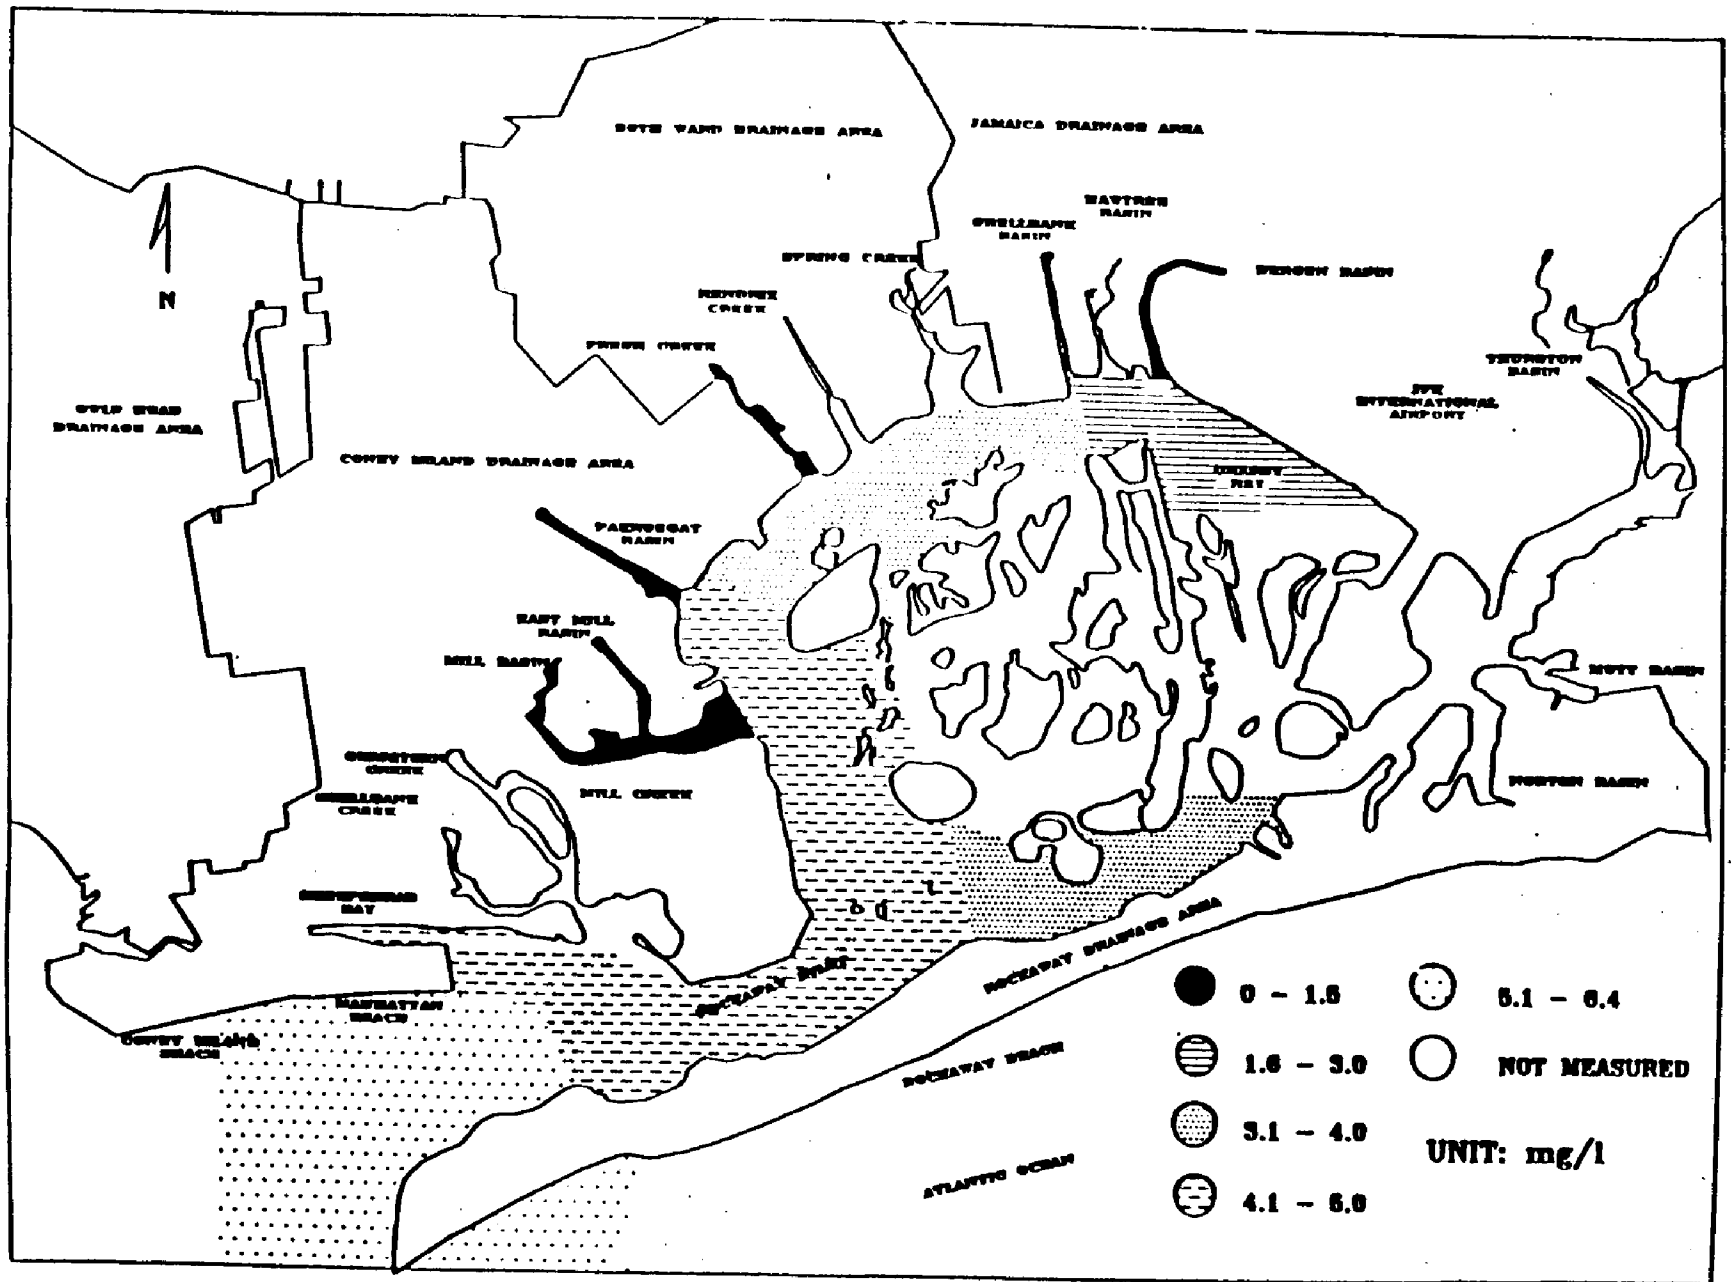 26TH WARD DRAINAGE AREA
JAMAICA DRAINAGE AREA
HAWTREE
BASIN
SHELLBANK
BASIN
SPRING CREEK
BERGEN BASIN
HENDRIX
CREEK
N
FRESH CREEK
THURSTON
BASIN
JFK
INTERNATIONAL
AIRPORT
OWLS HEAD
DRAINAGE AREA
CONEY ISLAND DRAINAGE AREA
BAY
PAERDEGAT
BASIN
EAST MILL
BASIN
MILL BASIN
MOTT BASIN
GERRITSEN
CREEK
SHELLBANK
CREEK
MILL CREEK
NORTON BASIN
SHEEPSHEAD
BAY
ROCKAWAY DRAINAGE AREA
ROCKAWAY INLET
MANHATTAN
BEACH
CONEY ISLAND
BEACH
ROCKAWAY BEACH
ATLANTIC OCEAN
0 - 1.5
5.1 - 6.4
1.6 - 3.0
NOT MEASURED
3.1 - 4.0
UNIT: mg/l
4.1 - 5.0